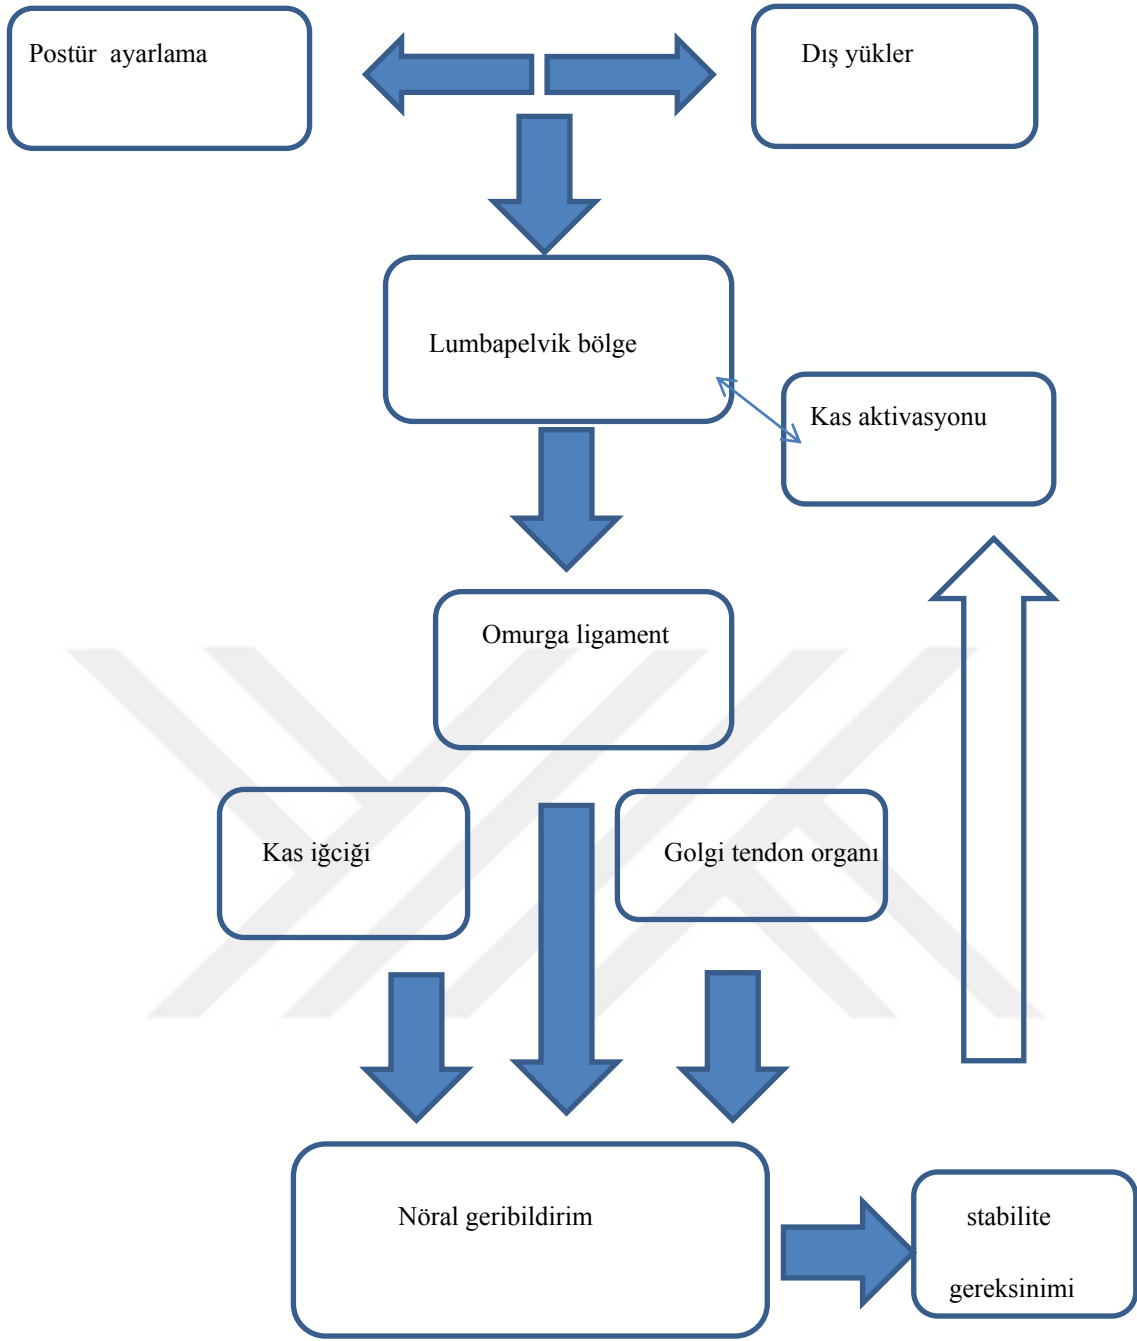 Postür ayarlama
Dış yükler
Lumbapelvik bölge
Kas aktivasyonu
Omurga ligament
Kas iğciği
Golgi tendon organı
Nöral geribildirim
stabilite
gereksinimi